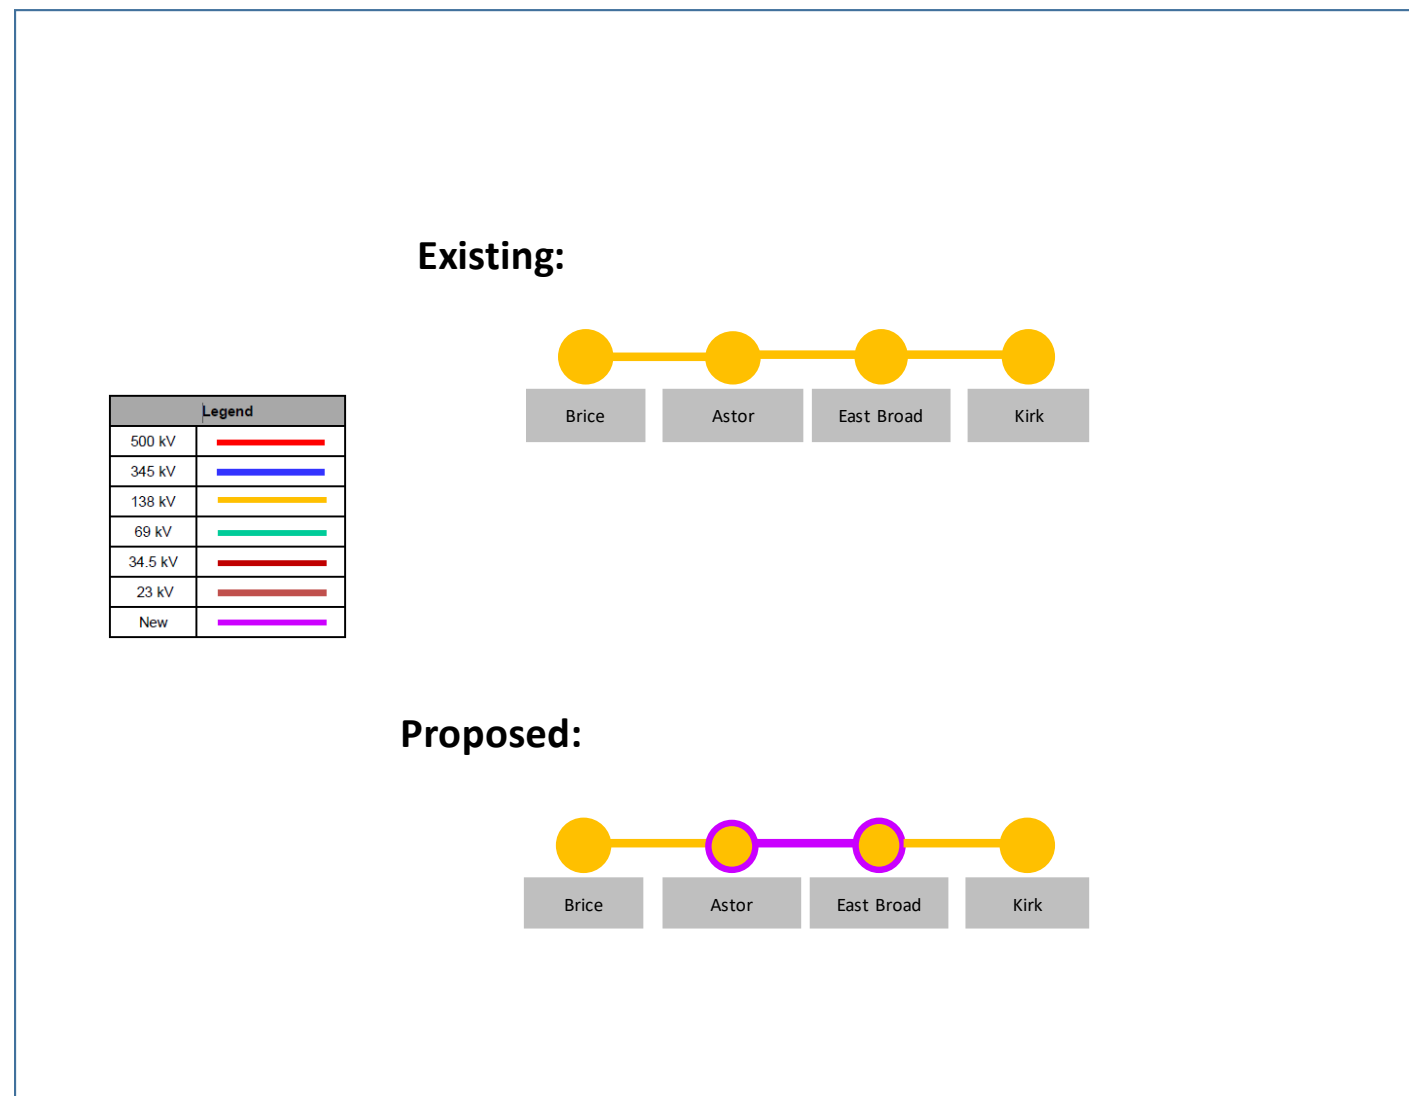 Existing:
Brice
Astor
East Broad
Kirk
Legend
500 kV
345 kV
138 kV
69 kV
34.5 kV
23 kV
New
Proposed:
Brice
Astor
East Broad
Kirk